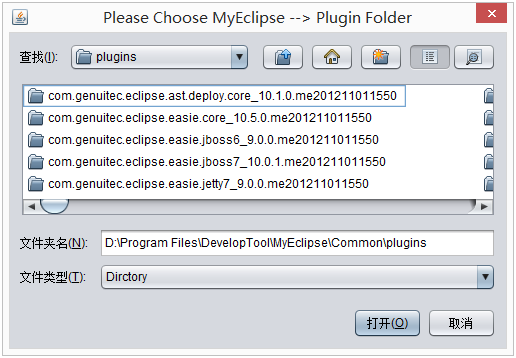 Please Choose MyEclipse --> Plugin Folder
查找(I): plugins
com.genuitec.eclipse.ast.deploy.core_10.1.0.me201211011550
com.genuitec.eclipse.easie.core_10.5.0.me201211011550
com.genuitec.eclipse.easie.jboss6_9.0.0.me201211011550
com.genuitec.eclipse.easie.jboss7_10.0.1.me201211011550
com.genuitec.eclipse.easie.jetty7_9.0.0.me201211011550
文件夹名(N): D:\Program Files\DevelopTool\MyEclipse\Common\plugins
文件类型(T): Dirctory
打开(O) 取消